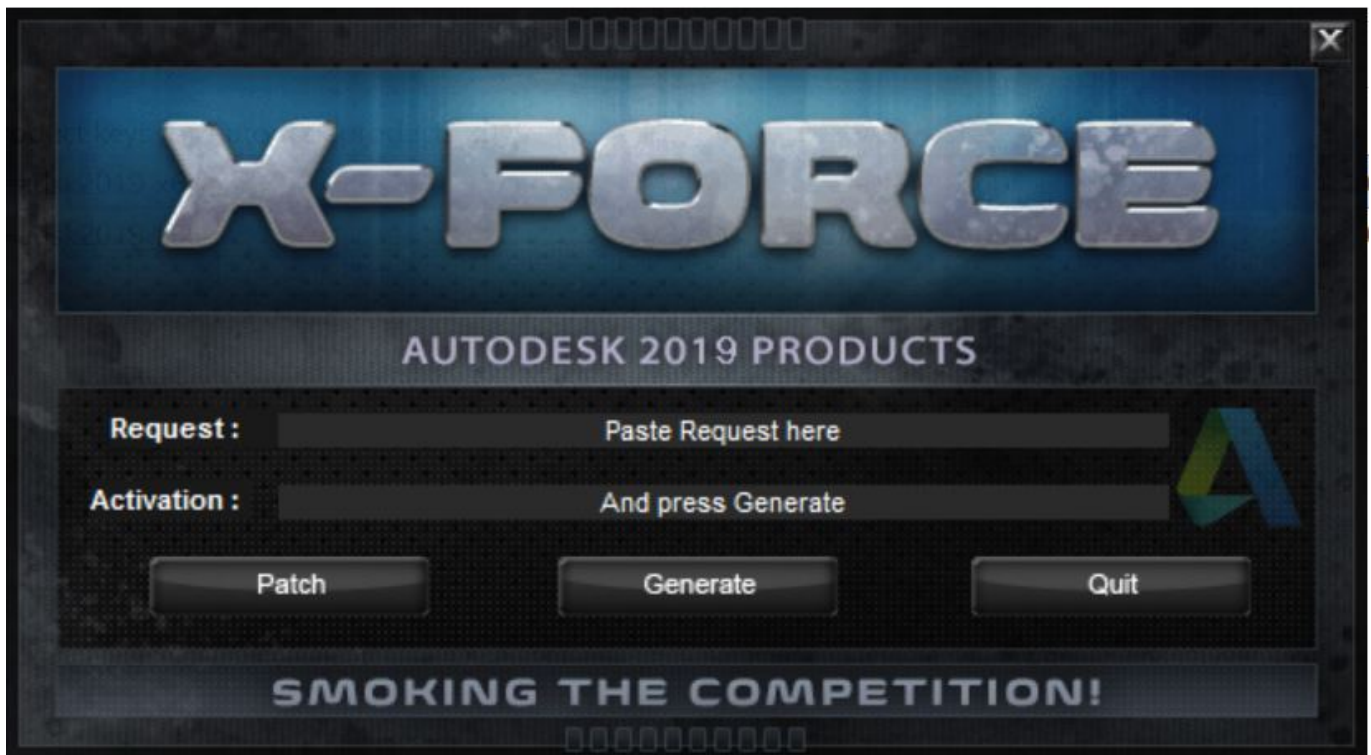 X
X-FORCE
AUTODESK 2019 PRODUCTS
Request :
Paste Request here
Activation :
And press Generate
Patch
Generate
Quit
SMOKING THE COMPETITION!